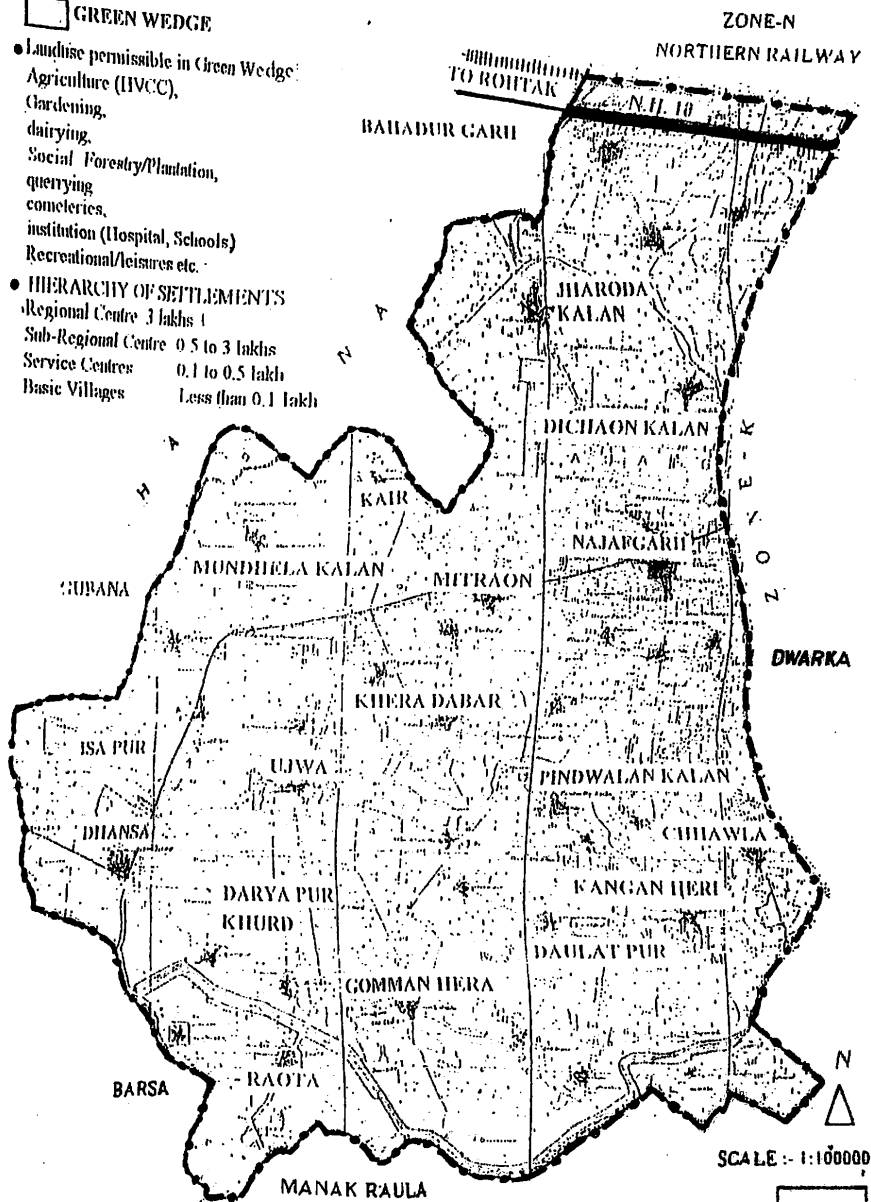 GREEN WEDGE
● Landuse permissible in Green Wedge
Agriculture (HVCC),
Gardening,
dairying,
Social Forestry/Plantation,
querrying
cometeries,
institution (Hospital, Schools)
Recreational/leisures etc.
● HIERARCHY OF SETTLEMENTS
Regional Centre 3 lakhs
Sub-Regional Centre 0.5 to 3 lakhs
Service Centres 0.1 to 0.5 lakh
Basic Villages Less than 0.1 lakh
ZONE-N
NORTHERN RAILWAY
TO ROHTAK
N.H. 10
BAHADUR GARH
JHARODA
KALAN
H A N A
DICHAON KALAN
ZONE-K
KAIR
NAJAFGARH
MUNDHELA KALAN
MITRAON
GUBANA
DWARKA
KHERA DABAR
ISA PUR
UJWA
PINDWALAN KALAN
DHANSA
CHHAWLA
DARYA PUR
KHURD
KANGAN HERI
DAULAT PUR
GOMMAN HERA
RAOTA
BARSA
N
MANAK RAULA
SCALE :- 1:100000